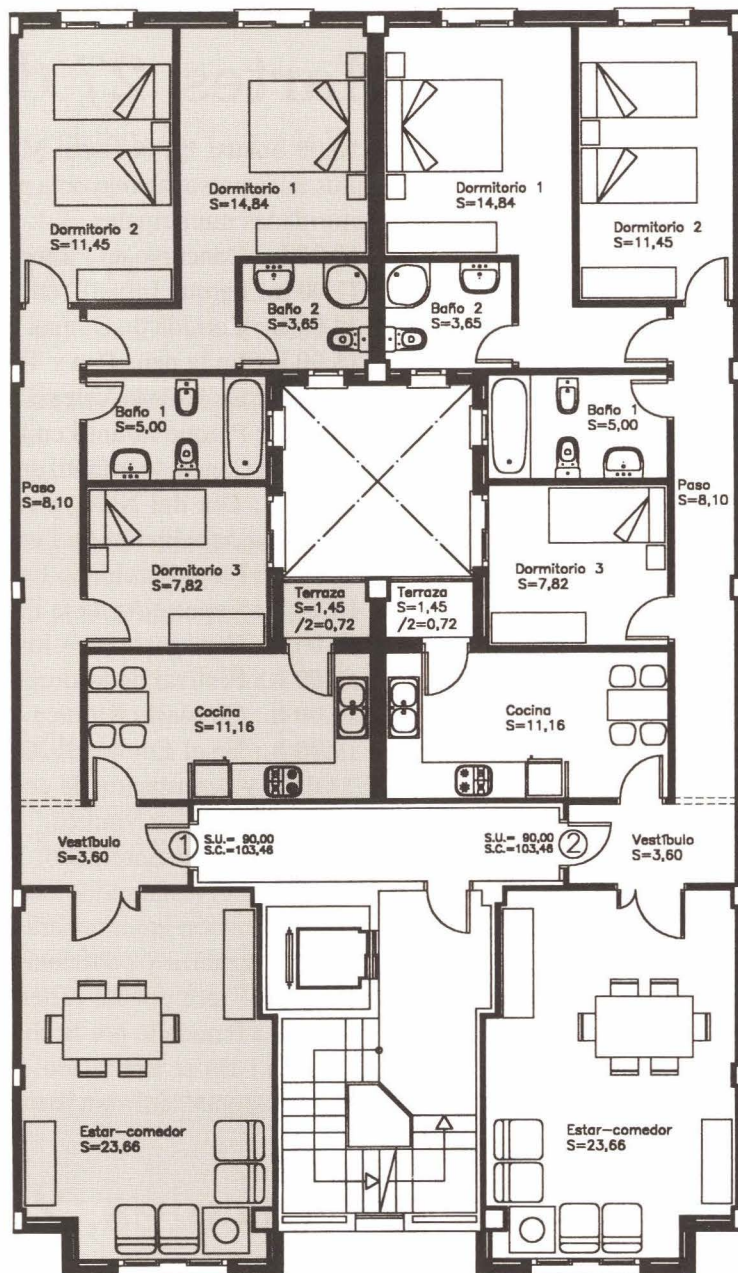 Dormitorio 1
S=14,84
Dormitorio 1
S=14,84
Dormitorio 2
S=11,45
Dormitorio 2
S=11,45
Baño 2
S=3,65
Baño 2
S=3,65
Baño 1
S=5,00
Baño 1
S=5,00
Paso
S=8,10
Paso
S=8,10
Dormitorio 3
S=7,82
Dormitorio 3
S=7,82
Terraza
S=1,45
/2=0,72
Terraza
S=1,45
/2=0,72
Cocina
S=11,16
Cocina
S=11,16
Vestíbulo
S=3,60
1
S.U.= 90,00
S.C.=103,46
S.U.= 90,00
S.C.=103,46
2
Vestíbulo
S=3,60
Estar-comedor
S=23,66
Estar-comedor
S=23,66